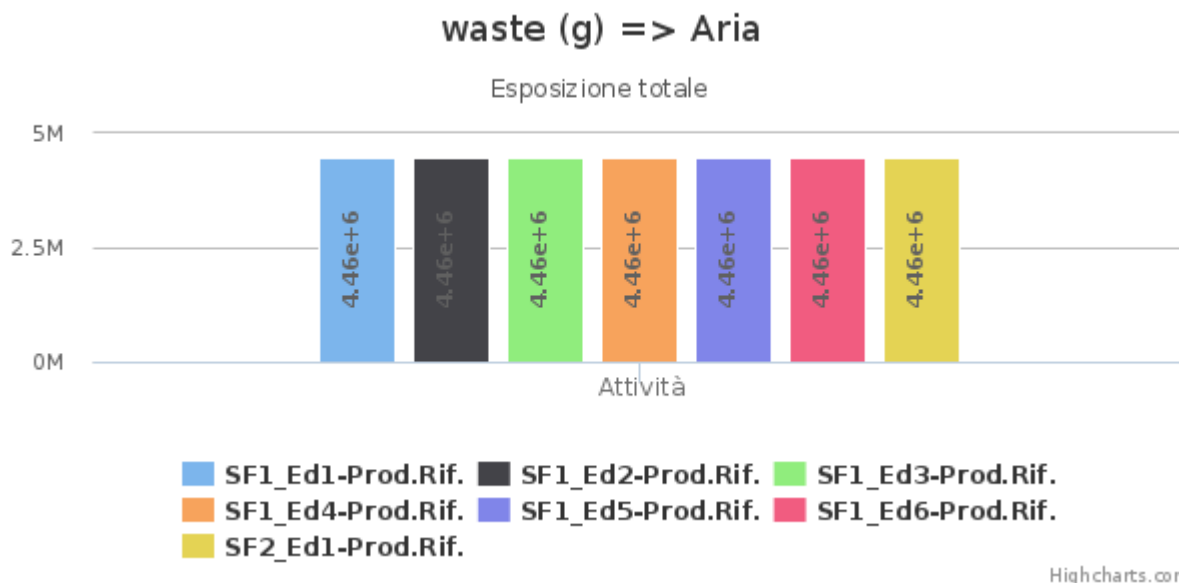 waste (g) => Aria
Esposizione totale
5M
2.5M
0M
4.46e+6
4.46e+6
4.46e+6
4.46e+6
4.46e+6
4.46e+6
4.46e+6
Attività
SF1_Ed1-Prod.Rif. SF1_Ed2-Prod.Rif. SF1_Ed3-Prod.Rif.
SF1_Ed4-Prod.Rif. SF1_Ed5-Prod.Rif. SF1_Ed6-Prod.Rif.
SF2_Ed1-Prod.Rif.
Highcharts.com